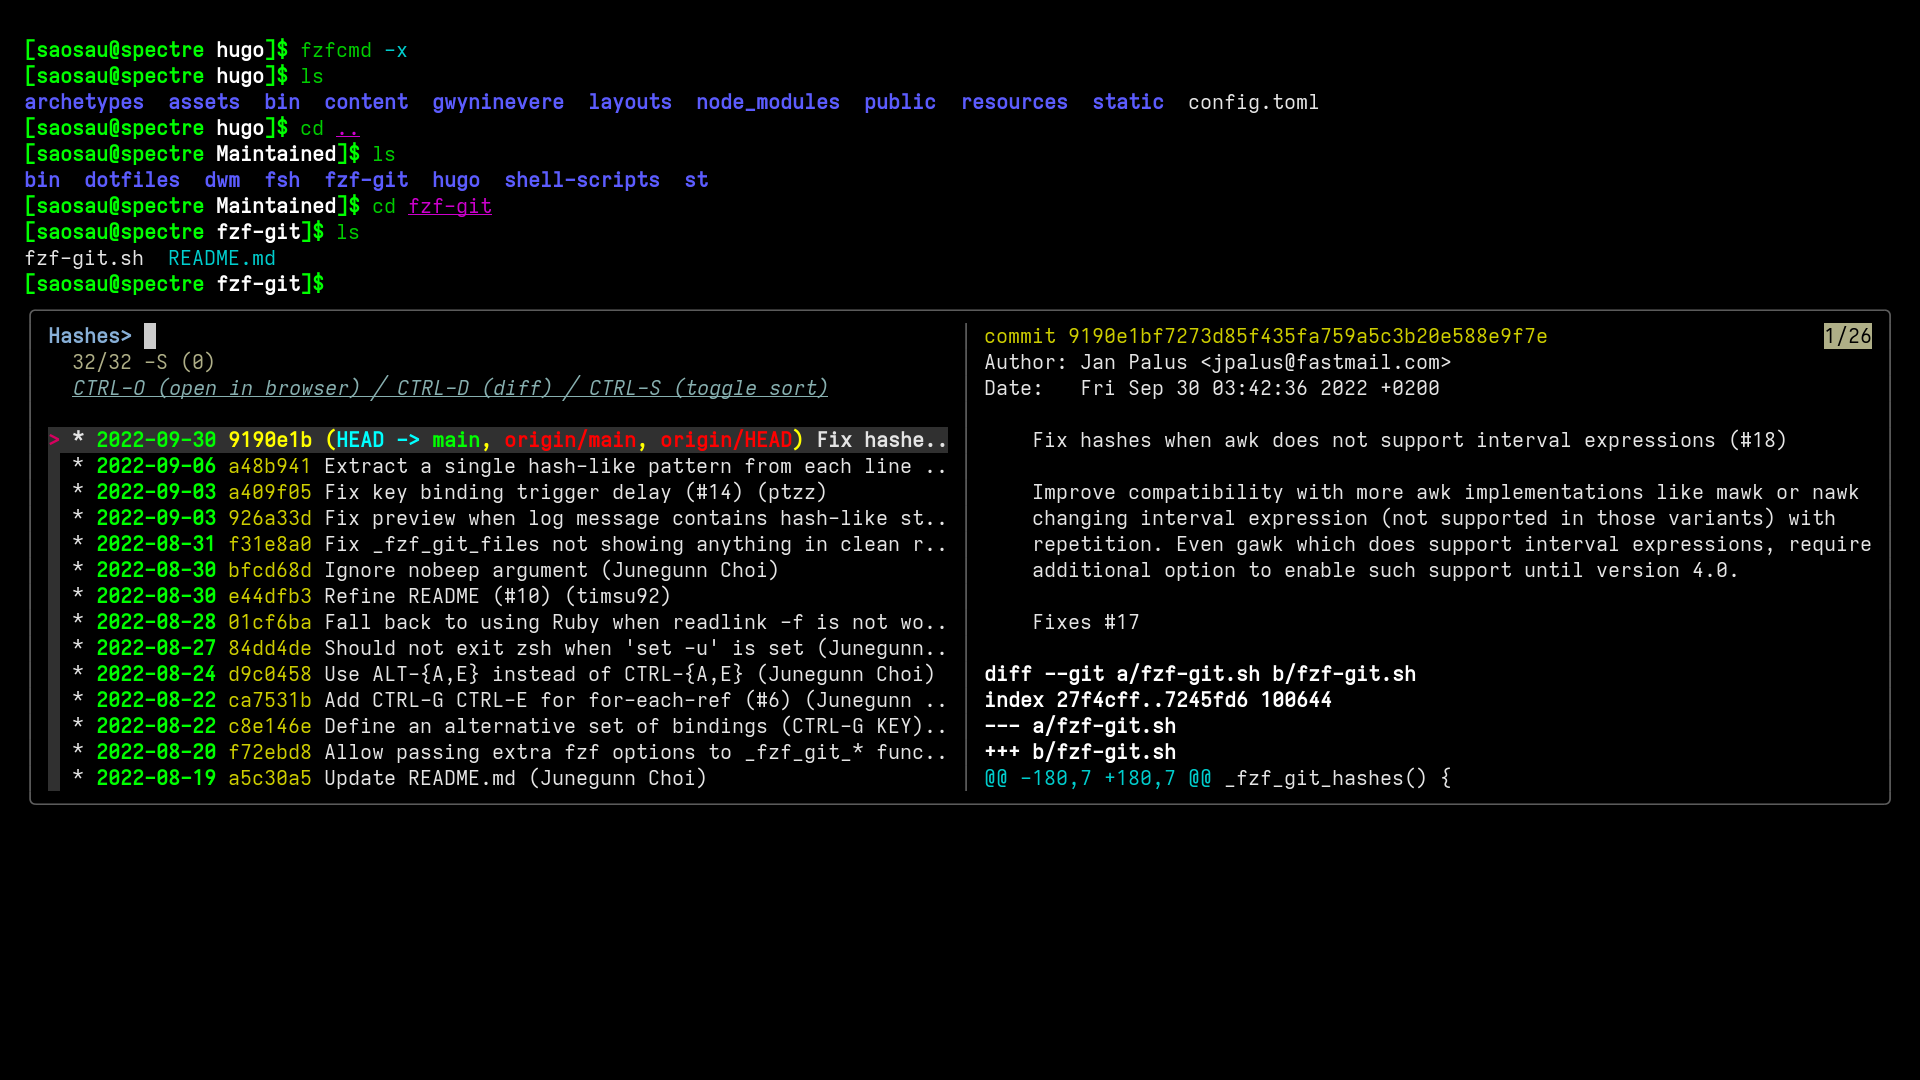 [saosau@spectre hugo]$ fzfcmd -x
[saosau@spectre hugo]$ ls
archetypes  assets  bin  content  gwyninevere  layouts  node_modules  public  resources  static  config.toml
[saosau@spectre hugo]$ cd ..
[saosau@spectre Maintained]$ ls
bin  dotfiles  dwm  fsh  fzf-git  hugo  shell-scripts  st
[saosau@spectre Maintained]$ cd fzf-git
[saosau@spectre fzf-git]$ ls
fzf-git.sh  README.md
[saosau@spectre fzf-git]$
Hashes>
32/32 -S (0)
CTRL-O (open in browser) ╱ CTRL-D (diff) ╱ CTRL-S (toggle sort)
> * 2022-09-30 9190e1b (HEAD -> main, origin/main, origin/HEAD) Fix hashe..
* 2022-09-06 a48b941 Extract a single hash-like pattern from each line ..
* 2022-09-03 a409f05 Fix key binding trigger delay (#14) (ptzz)
* 2022-09-03 926a33d Fix preview when log message contains hash-like st..
* 2022-08-31 f31e8a0 Fix _fzf_git_files not showing anything in clean r..
* 2022-08-30 bfcd68d Ignore nobeep argument (Junegunn Choi)
* 2022-08-30 e44dfb3 Refine README (#10) (timsu92)
* 2022-08-28 01cf6ba Fall back to using Ruby when readlink -f is not wo..
* 2022-08-27 84dd4de Should not exit zsh when 'set -u' is set (Junegunn..
* 2022-08-24 d9c0458 Use ALT-{A,E} instead of CTRL-{A,E} (Junegunn Choi)
* 2022-08-22 ca7531b Add CTRL-G CTRL-E for for-each-ref (#6) (Junegunn ..
* 2022-08-22 c8e146e Define an alternative set of bindings (CTRL-G KEY)..
* 2022-08-20 f72ebd8 Allow passing extra fzf options to _fzf_git_* func..
* 2022-08-19 a5c30a5 Update README.md (Junegunn Choi)
commit 9190e1bf7273d85f435fa759a5c3b20e588e9f7e
1/26
Author: Jan Palus <jpalus@fastmail.com>
Date:   Fri Sep 30 03:42:36 2022 +0200
Fix hashes when awk does not support interval expressions (#18)
Improve compatibility with more awk implementations like mawk or nawk
changing interval expression (not supported in those variants) with
repetition. Even gawk which does support interval expressions, require
additional option to enable such support until version 4.0.
Fixes #17
diff --git a/fzf-git.sh b/fzf-git.sh
index 27f4cff..7245fd6 100644
--- a/fzf-git.sh
+++ b/fzf-git.sh
@@ -180,7 +180,7 @@ _fzf_git_hashes() {